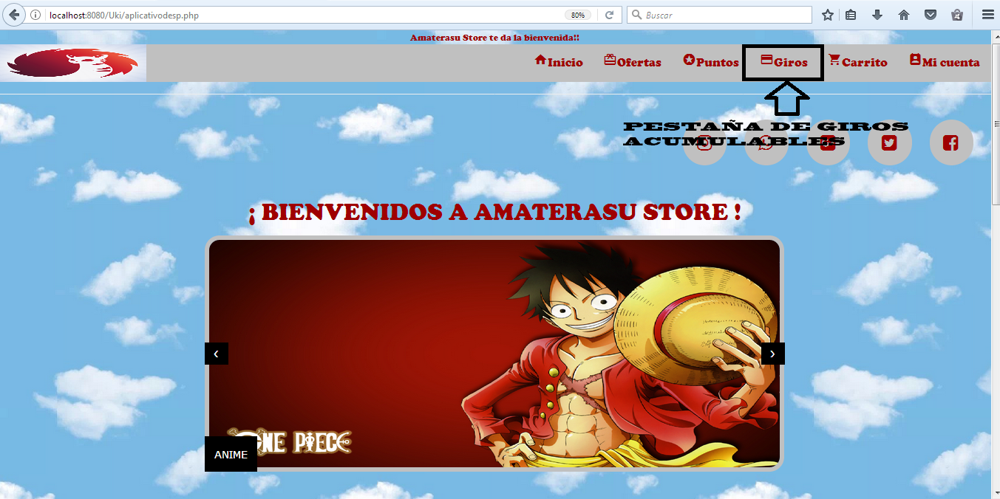 localhost:8080/Uki/aplicativodesp.php
80%
Buscar
Amaterasu Store te da la bienvenida!!
Inicio
Ofertas
Puntos
Giros
Carrito
Mi cuenta
PESTAÑA DE GIROS
ACUMULABLES
¡ BIENVENIDOS A AMATERASU STORE !
‹
›
ONE PIECE
ANIME